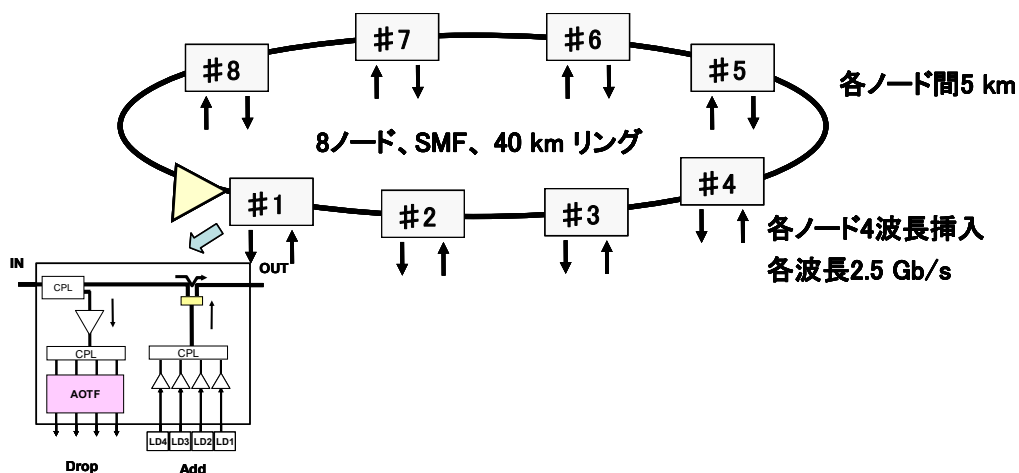 #7
#6
#8
#5
各ノード間5 km
8ノード、SMF、 40 km リング
#1
#2
#3
#4
各ノード4波長挿入
各波長2.5 Gb/s
IN
OUT
CPL
CPL
CPL
AOTF
LD4 LD3 LD2 LD1
Drop
Add